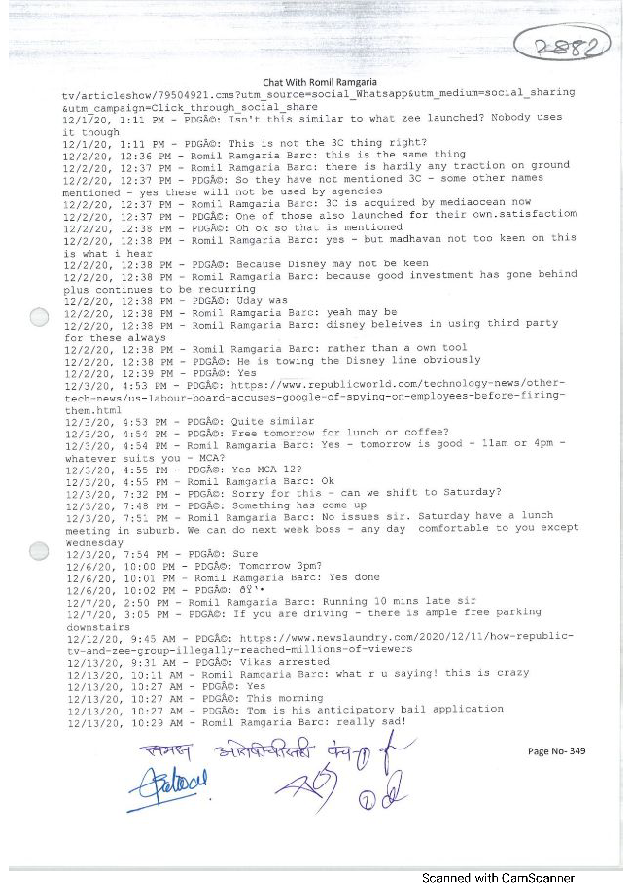 2882
Chat With Romil Ramgaria
tv/articleshow/79504921.cms?utm_source=social_Whatsapp&utm_medium=social_sharing
&utm_campaign=Click_through_social_share
12/1/20, 1:11 PM - PDGÃ©: Isn't this similar to what zee launched? Nobody uses
it though
12/1/20, 1:11 PM - PDGÃ©: This is not the 3C thing right?
12/2/20, 12:36 PM - Romil Ramgaria Barc: this is the same thing
12/2/20, 12:37 PM - Romil Ramgaria Barc: there is hardly any traction on ground
12/2/20, 12:37 PM - PDGÃ©: So they have not mentioned 3C - some other names
mentioned - yes these will not be used by agencies
12/2/20, 12:37 PM - Romil Ramgaria Barc: 3C is acquired by mediaocean now
12/2/20, 12:37 PM - PDGÃ©: One of those also launched for their own.satisfactiom
12/2/20, 12:38 PM - PDGÃ©: Oh ok so that is mentioned
12/2/20, 12:38 PM - Romil Ramgaria Barc: yes - but madhavan not too keen on this
is what i hear
12/2/20, 12:38 PM - PDGÃ©: Because Disney may not be keen
12/2/20, 12:38 PM - Romil Ramgaria Barc: because good investment has gone behind
plus continues to be recurring
12/2/20, 12:38 PM - PDGÃ©: Uday was
12/2/20, 12:38 PM - Romil Ramgaria Barc: yeah may be
12/2/20, 12:38 PM - Romil Ramgaria Barc: disney beleives in using third party
for these always
12/2/20, 12:38 PM - Romil Ramgaria Barc: rather than a own tool
12/2/20, 12:38 PM - PDGÃ©: He is towing the Disney line obviously
12/2/20, 12:39 PM - PDGÃ©: Yes
12/3/20, 4:53 PM - PDGÃ©: https://www.republicworld.com/technology-news/other-
tech-news/us-labour-board-accuses-google-of-spying-on-employees-before-firing-
them.html
12/3/20, 4:53 PM - PDGÃ©: Quite similar
12/3/20, 4:54 PM - PDGÃ©: Free tomorrow for lunch or coffee?
12/3/20, 4:54 PM - Romil Ramgaria Barc: Yes - tomorrow is good - 11am or 4pm -
whatever suits you - MCA?
12/3/20, 4:55 PM - PDGÃ©: Yes MCA 12?
12/3/20, 4:55 PM - Romil Ramgaria Barc: Ok
12/3/20, 7:32 PM - PDGÃ©: Sorry for this - can we shift to Saturday?
12/3/20, 7:48 PM - PDGÃ©: Something has come up
12/3/20, 7:51 PM - Romil Ramgaria Barc: No issues sir. Saturday have a lunch
meeting in suburb. We can do next week boss - any day comfortable to you except
Wednesday
12/3/20, 7:54 PM - PDGÃ©: Sure
12/6/20, 10:00 PM - PDGÃ©: Tomorrow 3pm?
12/6/20, 10:01 PM - Romil Ramgaria Barc: Yes done
12/6/20, 10:02 PM - PDGÃ©: ðŸ'•
12/7/20, 2:50 PM - Romil Ramgaria Barc: Running 10 mins late sir
12/7/20, 3:05 PM - PDGÃ©: If you are driving - there is ample free parking
downstairs
12/12/20, 9:45 AM - PDGÃ©: https://www.newslaundry.com/2020/12/11/how-republic-
tv-and-zee-group-illegally-reached-millions-of-viewers
12/13/20, 9:31 AM - PDGÃ©: Vikas arrested
12/13/20, 10:11 AM - Romil Ramgaria Barc: what r u saying! this is crazy
12/13/20, 10:27 AM - PDGÃ©: Yes
12/13/20, 10:27 AM - PDGÃ©: This morning
12/13/20, 10:27 AM - PDGÃ©: Tom is his anticipatory bail application
12/13/20, 10:29 AM - Romil Ramgaria Barc: really sad!
समक्ष पंच
Page No- 349
Scanned with CamScanner